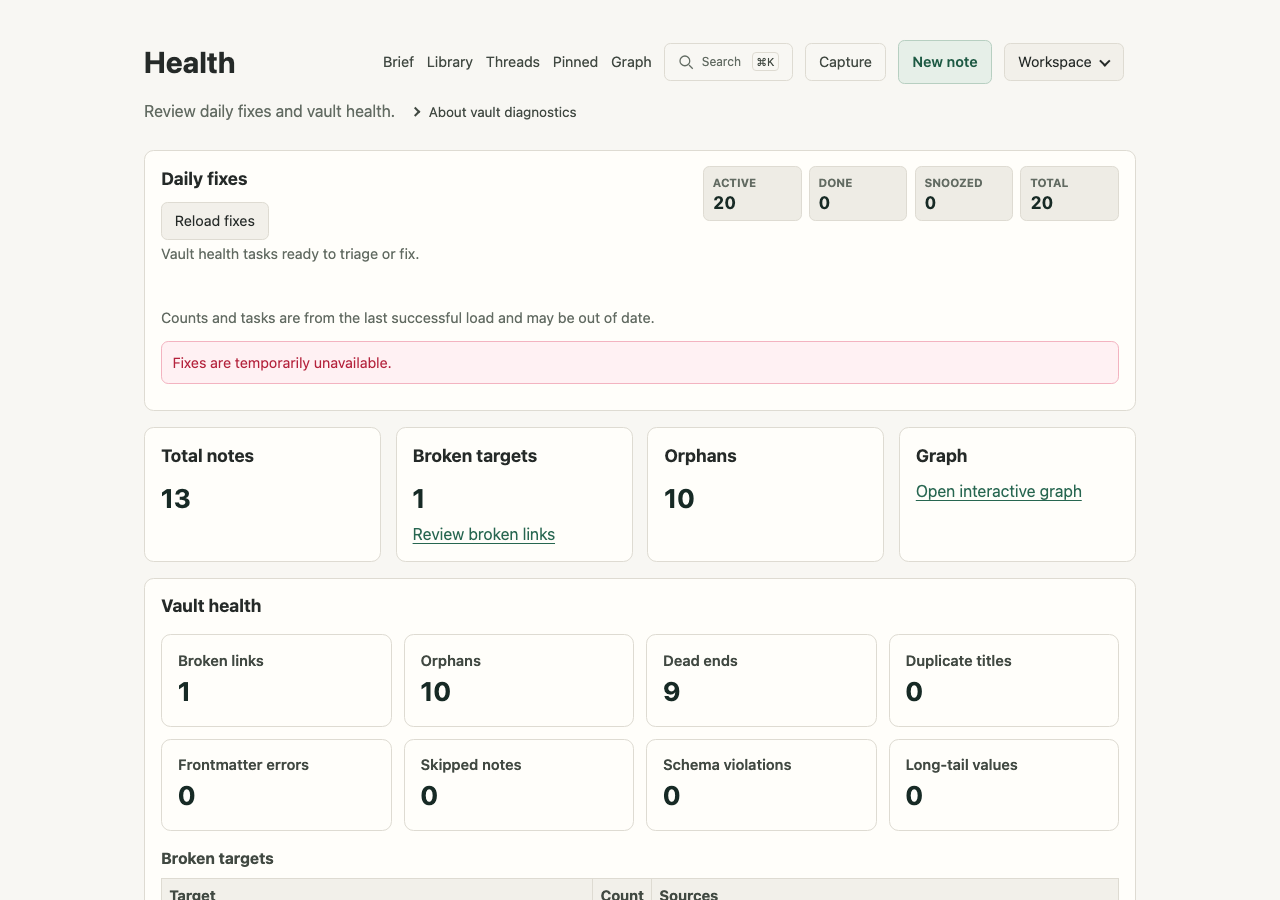 Health
Brief Library Threads Pinned Graph Search ⌘K Capture New note Workspace
Review daily fixes and vault health. About vault diagnostics
Daily fixes
Reload fixes
Vault health tasks ready to triage or fix.
ACTIVE
20
DONE
0
SNOOZED
0
TOTAL
20
Counts and tasks are from the last successful load and may be out of date.
Fixes are temporarily unavailable.
Total notes
13
Broken targets
1
Review broken links
Orphans
10
Graph
Open interactive graph
Vault health
Broken links
1
Orphans
10
Dead ends
9
Duplicate titles
0
Frontmatter errors
0
Skipped notes
0
Schema violations
0
Long-tail values
0
Broken targets
Target Count Sources